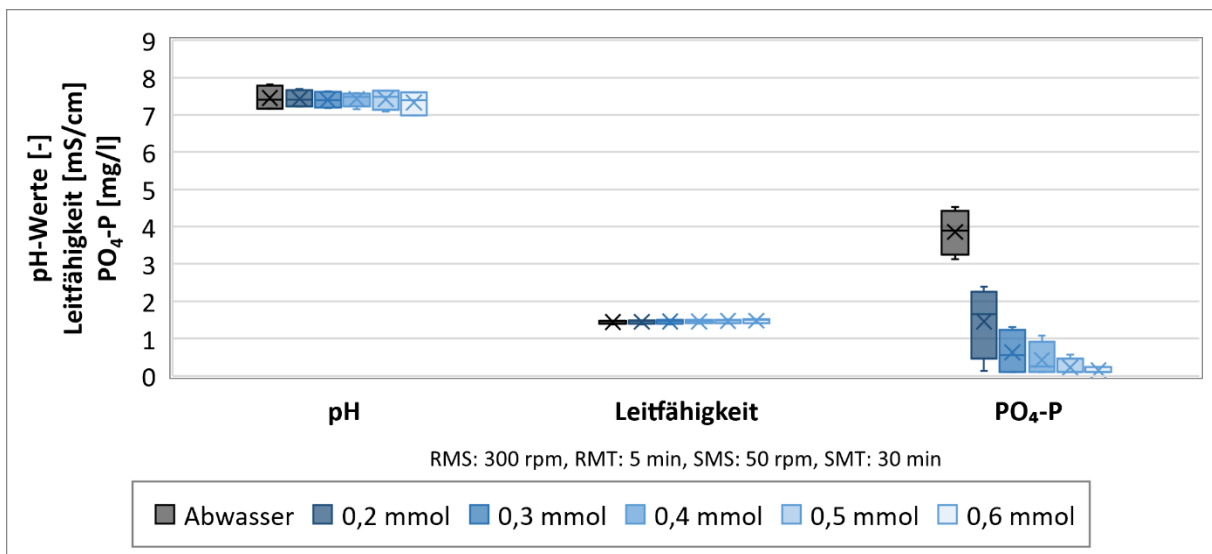 pH-Werte [-]
Leitfähigkeit [mS/cm]
PO₄-P [mg/l]
9
8
7
6
5
4
3
2
1
0
pH Leitfähigkeit PO₄-P
RMS: 300 rpm, RMT: 5 min, SMS: 50 rpm, SMT: 30 min
Abwasser 0,2 mmol 0,3 mmol 0,4 mmol 0,5 mmol 0,6 mmol